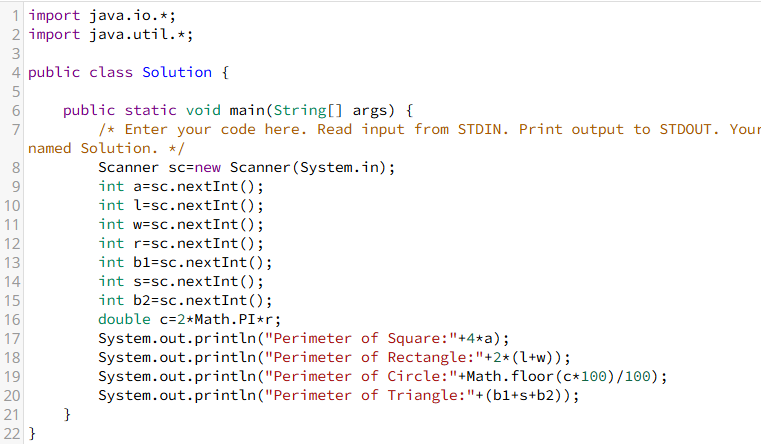 1 import java.io.*;
2 import java.util.*;
3
4 public class Solution {
5
6     public static void main(String[] args) {
7         /* Enter your code here. Read input from STDIN. Print output to STDOUT. Your
named Solution. */
8         Scanner sc=new Scanner(System.in);
9         int a=sc.nextInt();
10         int l=sc.nextInt();
11         int w=sc.nextInt();
12         int r=sc.nextInt();
13         int b1=sc.nextInt();
14         int s=sc.nextInt();
15         int b2=sc.nextInt();
16         double c=2*Math.PI*r;
17         System.out.println("Perimeter of Square:"+4*a);
18         System.out.println("Perimeter of Rectangle:"+2*(l+w));
19         System.out.println("Perimeter of Circle:"+Math.floor(c*100)/100);
20         System.out.println("Perimeter of Triangle:"+(b1+s+b2));
21     }
22 }